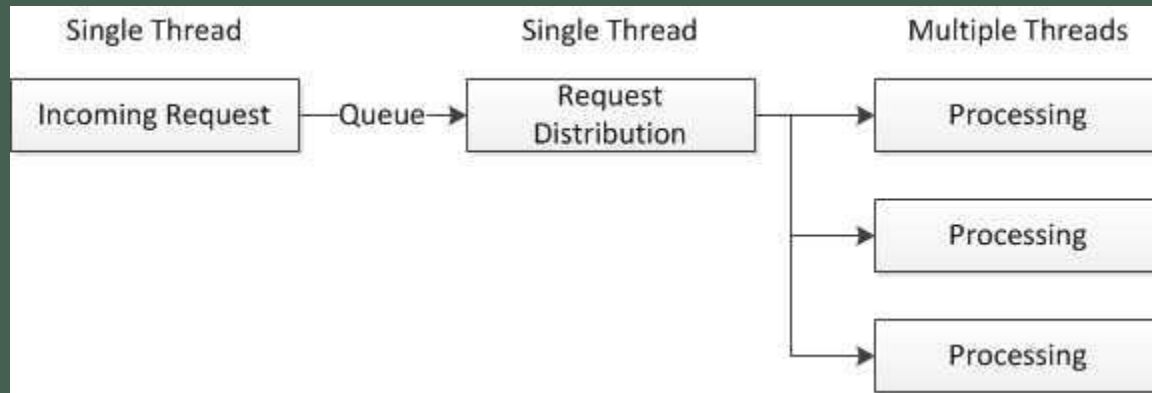 Single Thread
Single Thread
Multiple Threads
Incoming Request
Queue
Request
Distribution
Processing
Processing
Processing